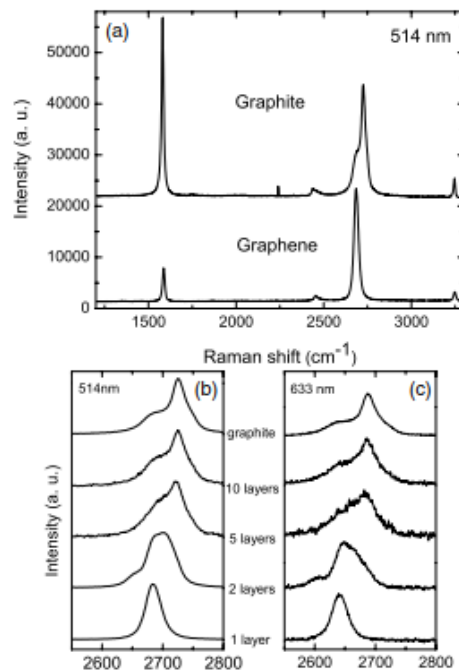 (a)
514 nm
50000
Graphite
40000
30000
20000
Graphene
10000
0
1500
2000
2500
3000
Intensity (a. u.)
Raman shift (cm⁻¹)
514nm
(b)
633 nm
(c)
graphite
10 layers
5 layers
2 layers
1 layer
Intensity (a. u.)
2600
2700
2800
2600
2700
2800